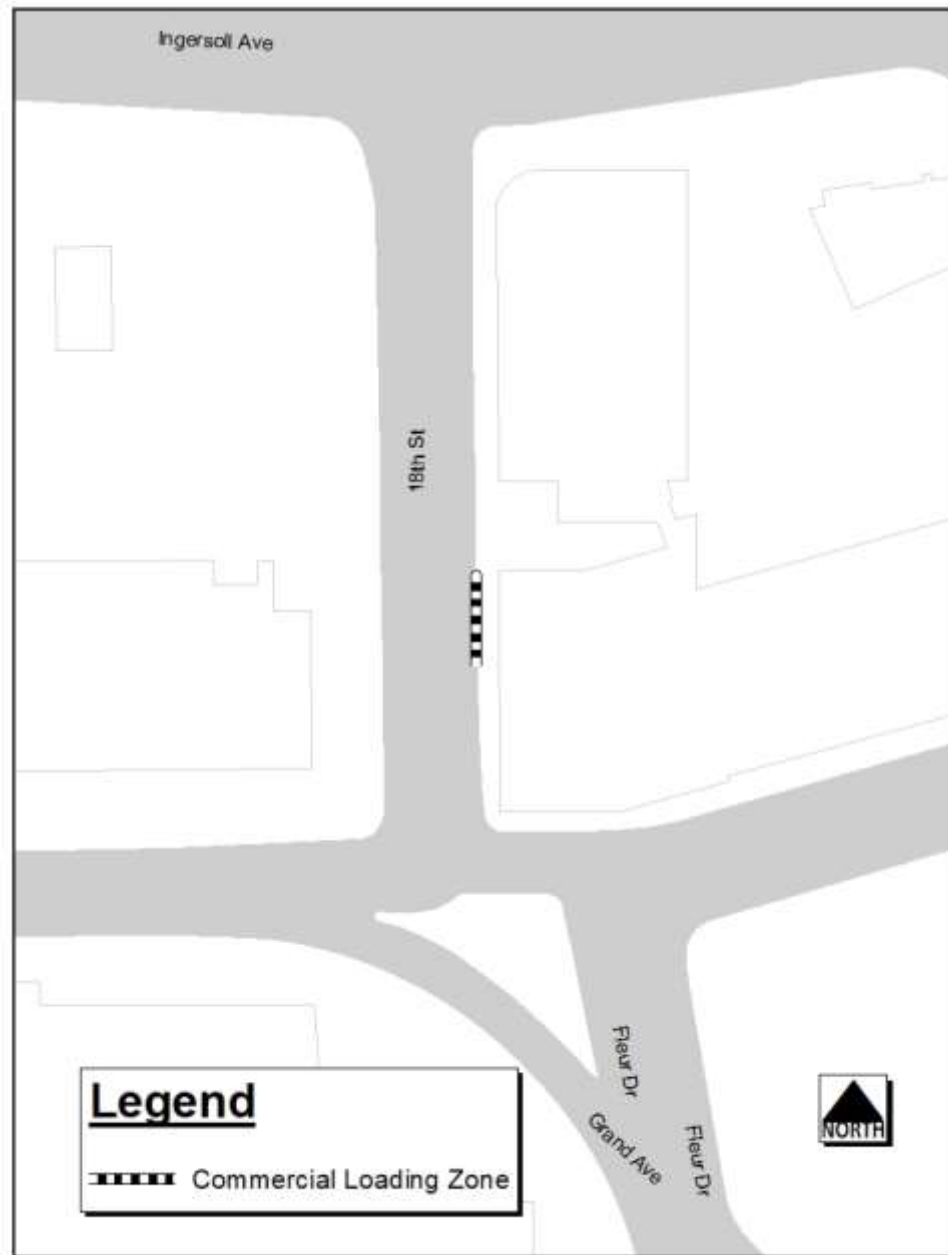 Ingersoll Ave
18th St
Fleur Dr
Grand Ave
Fleur Dr
Legend
Commercial Loading Zone
NORTH